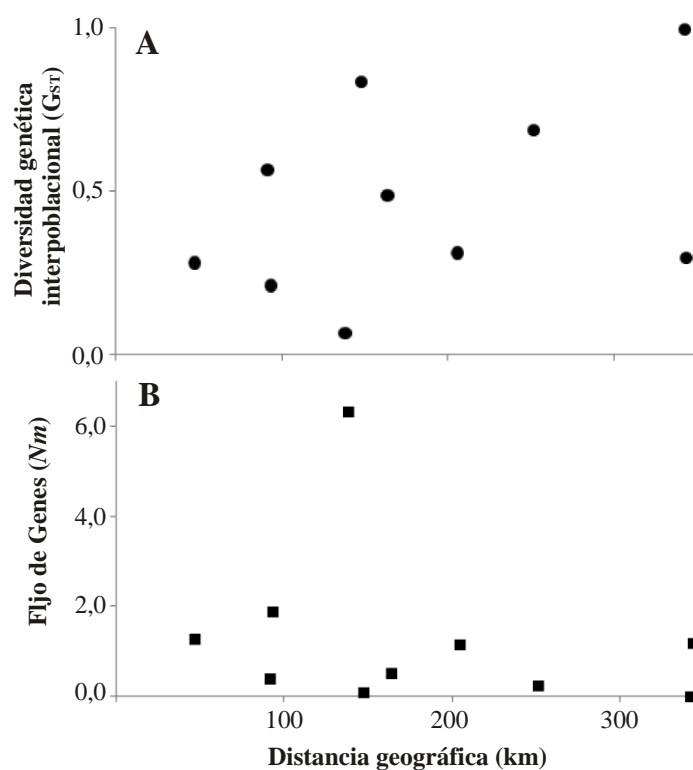 A
Diversidad genética
interpoblacional (GST)
1,0
0,5
0,0
B
Fljo de Genes (Nm)
6,0
4,0
2,0
0,0
100
200
300
Distancia geográfica (km)